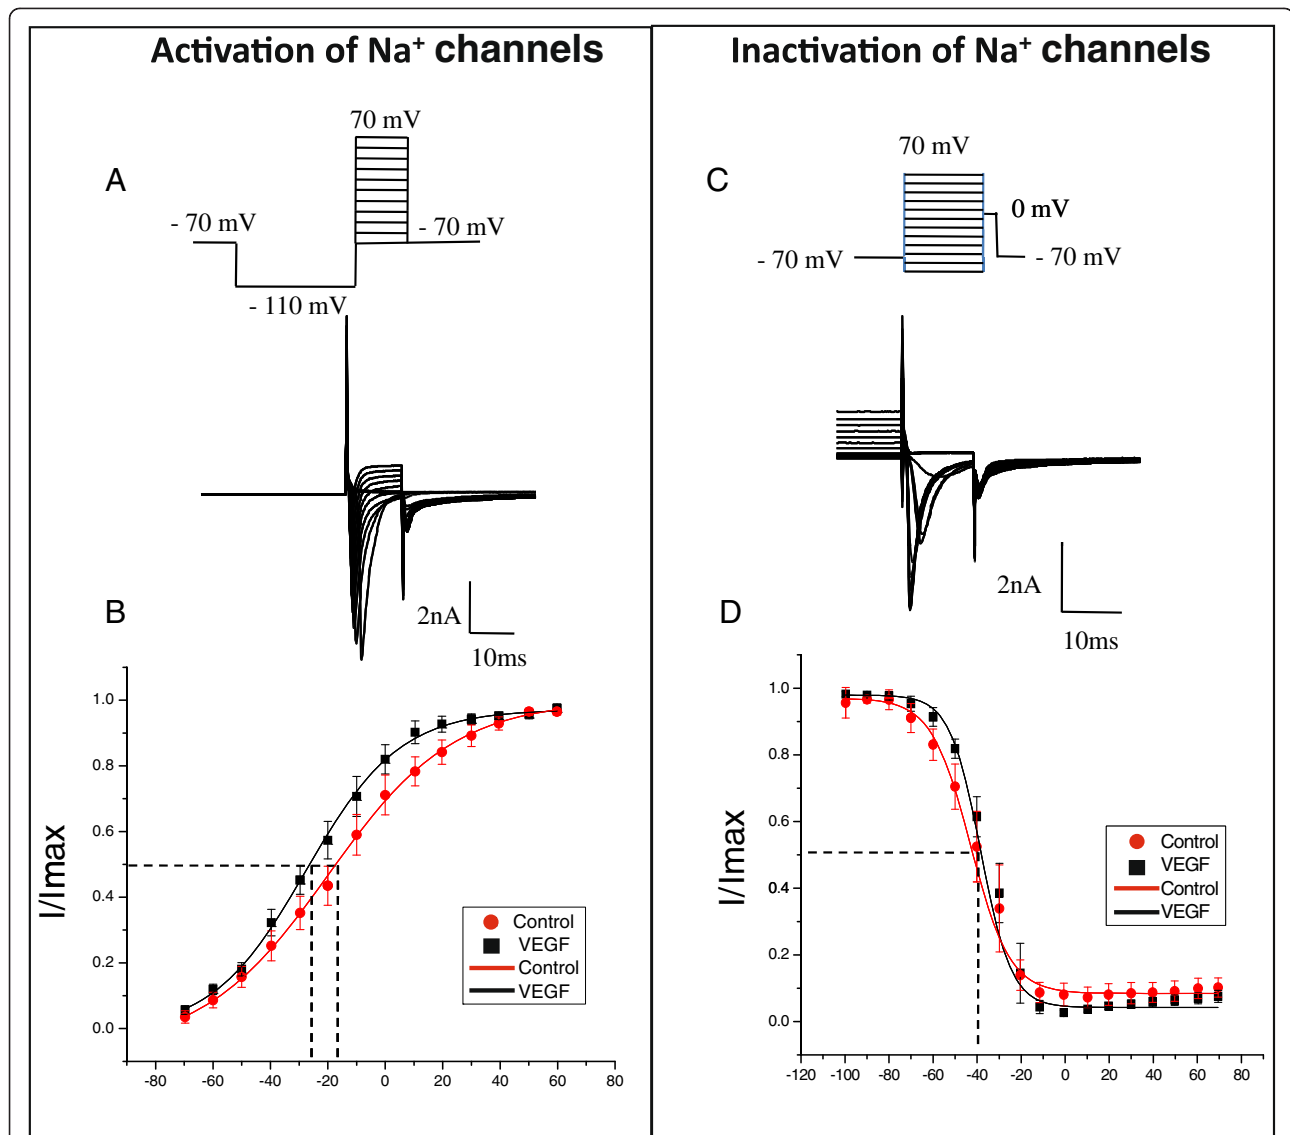 Activation of Na+ channels
A
70 mV
- 70 mV
- 70 mV
- 110 mV
2nA
10ms
B
1.0
0.8
0.6
0.4
0.2
0.0
I/Imax
Control
VEGF
Control
VEGF
-80 -60 -40 -20 0 20 40 60 80
Inactivation of Na+ channels
C
70 mV
0 mV
- 70 mV
- 70 mV
2nA
10ms
D
1.0
0.8
0.6
0.4
0.2
0.0
I/Imax
Control
VEGF
Control
VEGF
-120 -100 -80 -60 -40 -20 0 20 40 60 80